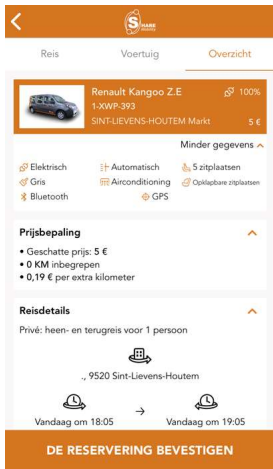 SHARE
Mobility
Reis Voertuig Overzicht
Renault Kangoo Z.E 100%
1-XWP-393
SINT-LIEVENS-HOUTEM Markt 5 €
Minder gegevens
Elektrisch Automatisch 5 zitplaatsen
Gris Airconditioning Opklapbare zitplaatsen
Bluetooth GPS
Prijsbepaling
• Geschatte prijs: 5 €
• 0 KM inbegrepen
• 0,19 € per extra kilometer
Reisdetails
Privé: heen- en terugreis voor 1 persoon
., 9520 Sint-Lievens-Houtem
Vandaag om 18:05 → Vandaag om 19:05
DE RESERVERING BEVESTIGEN